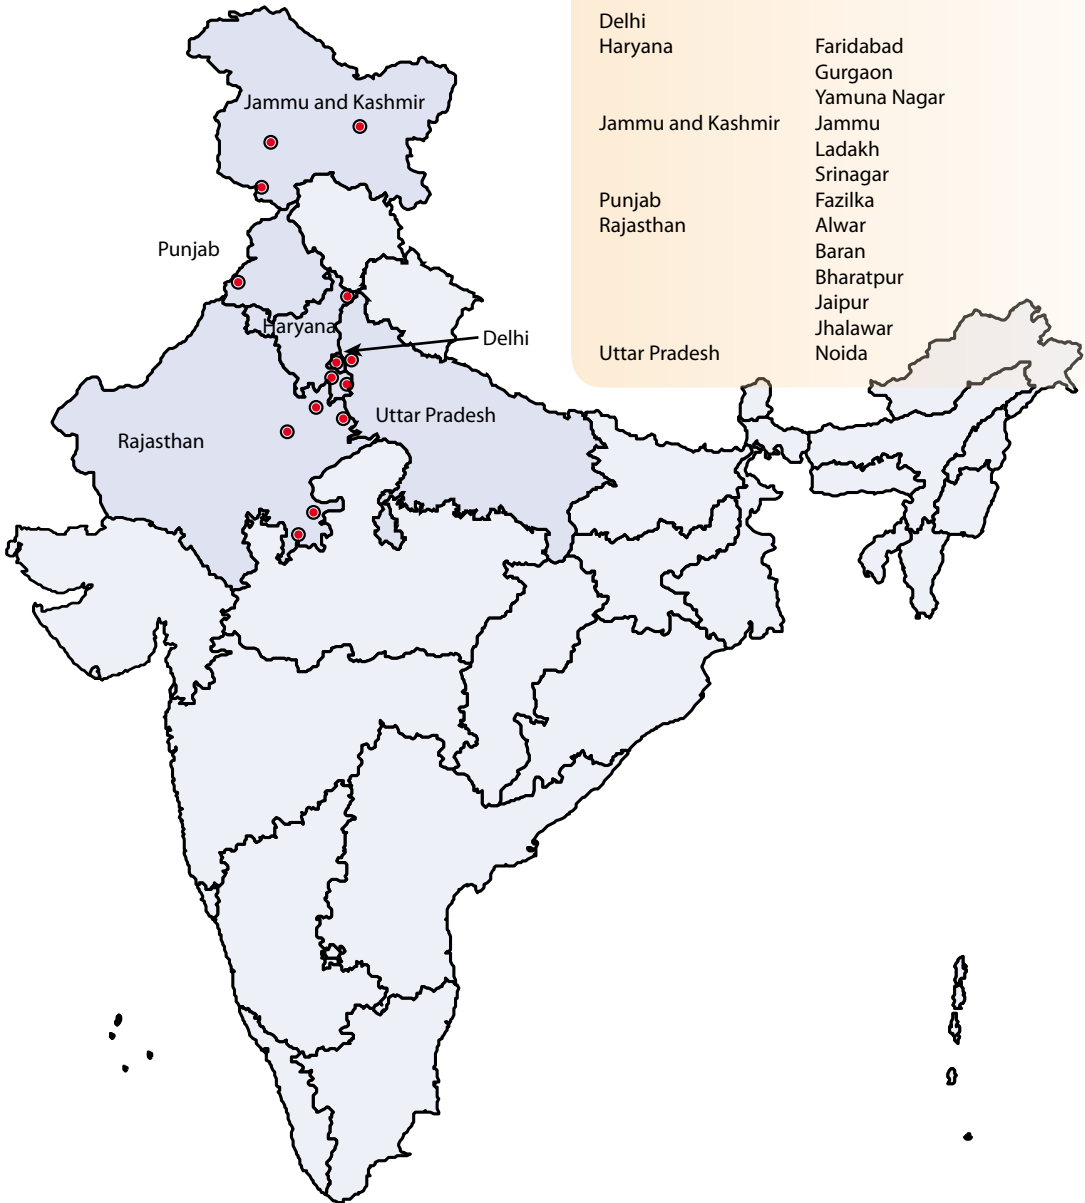 Delhi
Haryana Faridabad
Gurgaon
Yamuna Nagar
Jammu and Kashmir Jammu
Ladakh
Srinagar
Punjab Fazilka
Rajasthan Alwar
Baran
Bharatpur
Jaipur
Jhalawar
Uttar Pradesh Noida
Jammu and Kashmir
Punjab
Haryana
Delhi
Uttar Pradesh
Rajasthan